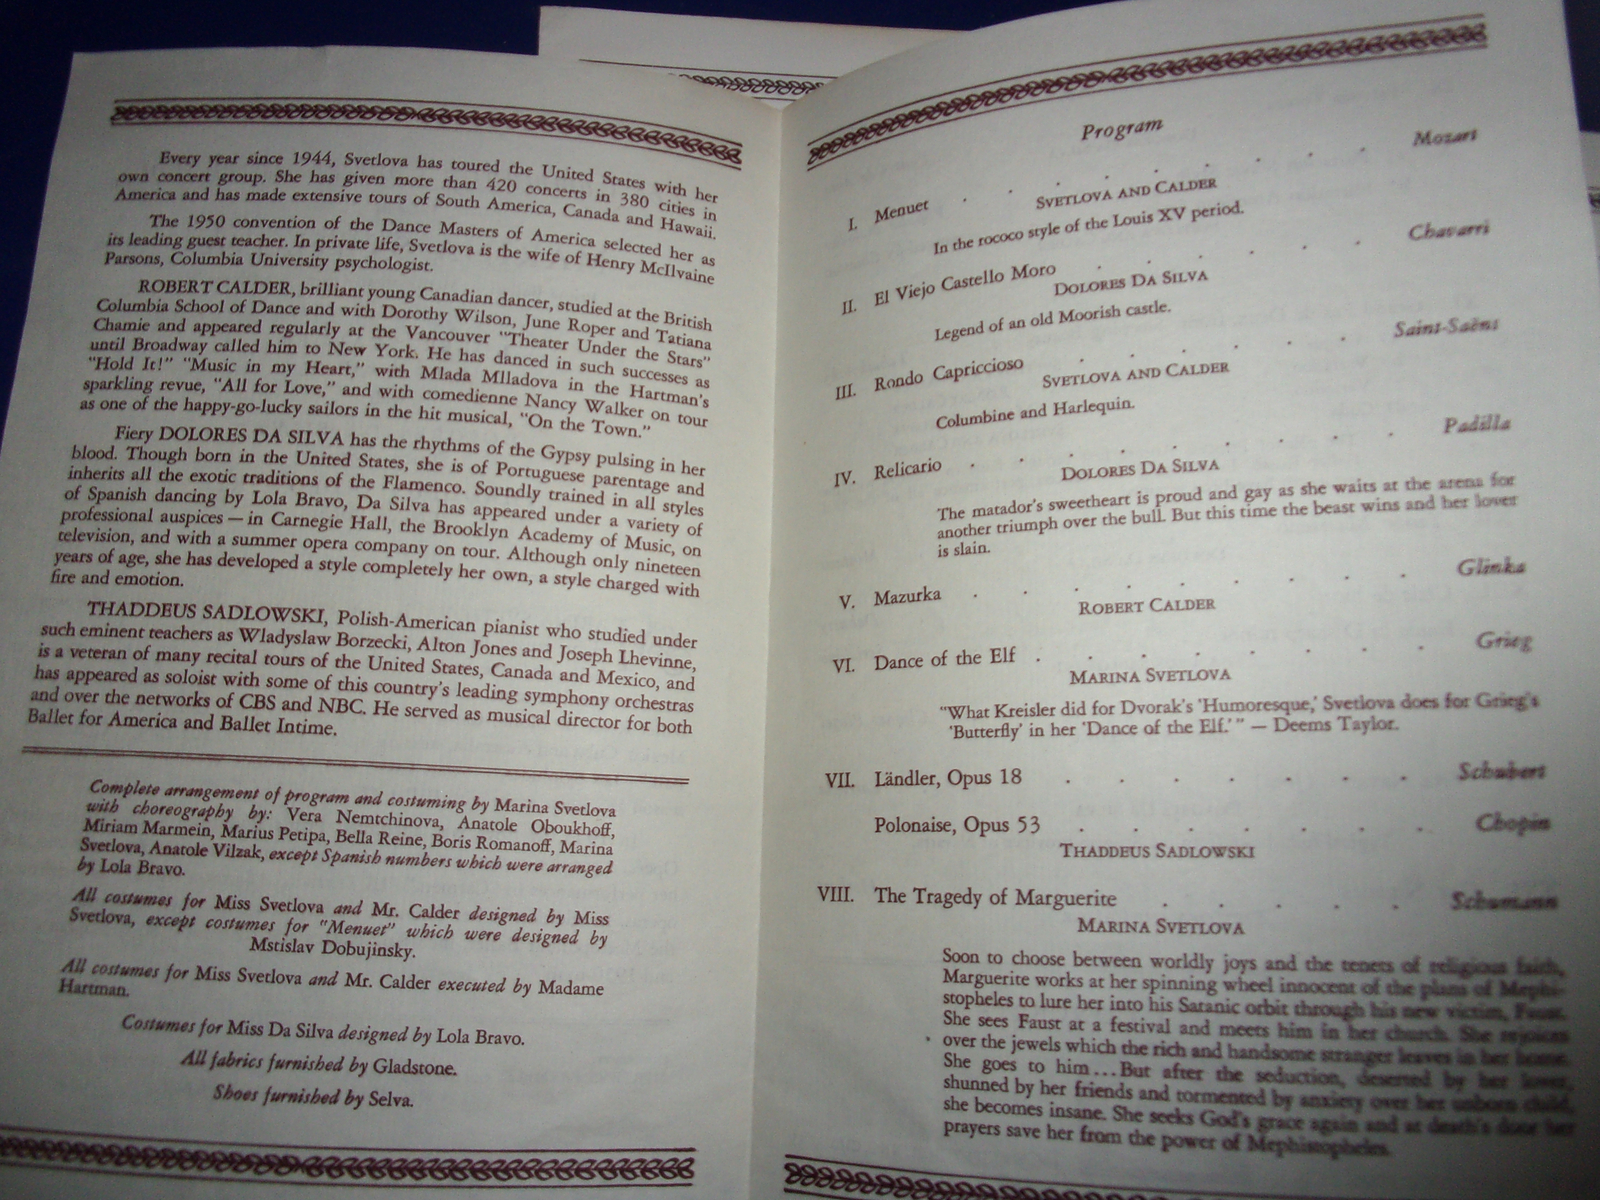 Every year since 1944, Svetlova has toured the United States with her
own concert group. She has given more than 420 concerts in 380 cities in
America and has made extensive tours of South America, Canada and Hawaii.
The 1950 convention of the Dance Masters of America selected her as
its leading guest teacher. In private life, Svetlova is the wife of Henry McIlvaine
Parsons, Columbia University psychologist.
ROBERT CALDER, brilliant young Canadian dancer, studied at the British
Columbia School of Dance and with Dorothy Wilson, June Roper and Tatiana
Chamie and appeared regularly at the Vancouver "Theater Under the Stars"
until Broadway called him to New York. He has danced in such successes as
"Hold It!" "Music in my Heart," with Mlada Mlladova in the Hartman's
sparkling revue, "All for Love," and with comedienne Nancy Walker on tour
as one of the happy-go-lucky sailors in the hit musical, "On the Town."
Fiery DOLORES DA SILVA has the rhythms of the Gypsy pulsing in her
blood. Though born in the United States, she is of Portuguese parentage and
inherits all the exotic traditions of the Flamenco. Soundly trained in all styles
of Spanish dancing by Lola Bravo, Da Silva has appeared under a variety of
professional auspices — in Carnegie Hall, the Brooklyn Academy of Music, on
television, and with a summer opera company on tour. Although only nineteen
years of age, she has developed a style completely her own, a style charged with
fire and emotion.
THADDEUS SADLOWSKI, Polish-American pianist who studied under
such eminent teachers as Wladyslaw Borzecki, Alton Jones and Joseph Lhevinne,
is a veteran of many recital tours of the United States, Canada and Mexico, and
has appeared as soloist with some of this country's leading symphony orchestras
and over the networks of CBS and NBC. He served as musical director for both
Ballet for America and Ballet Intime.
Complete arrangement of program and costuming by Marina Svetlova
with choreography by: Vera Nemtchinova, Anatole Oboukhoff,
Miriam Marmein, Marius Petipa, Bella Reine, Boris Romanoff, Marina
Svetlova, Anatole Vilzak, except Spanish numbers which were arranged
by Lola Bravo.
All costumes for Miss Svetlova and Mr. Calder designed by Miss
Svetlova, except costumes for "Menuet" which were designed by
Mstislav Dobujinsky.
All costumes for Miss Svetlova and Mr. Calder executed by Madame
Hartman.
Costumes for Miss Da Silva designed by Lola Bravo.
All fabrics furnished by Gladstone.
Shoes furnished by Selva.
Program
I. Menuet . . . . . . . Mozart
SVETLOVA AND CALDER
In the rococo style of the Louis XV period.
II. El Viejo Castello Moro . . . . . . Chavarri
DOLORES DA SILVA
Legend of an old Moorish castle.
III. Rondo Capriccioso . . . . . . Saint-Saëns
SVETLOVA AND CALDER
Columbine and Harlequin.
IV. Relicario . . . . . . . . Padilla
DOLORES DA SILVA
The matador's sweetheart is proud and gay as she waits at the arena for
another triumph over the bull. But this time the beast wins and her lover
is slain.
V. Mazurka . . . . . . . . Glinka
ROBERT CALDER
VI. Dance of the Elf . . . . . . . Grieg
MARINA SVETLOVA
"What Kreisler did for Dvorak's 'Humoresque,' Svetlova does for Grieg's
'Butterfly' in her 'Dance of the Elf.' " — Deems Taylor.
VII. Ländler, Opus 18 . . . . . . . Schubert
Polonaise, Opus 53 . . . . . . . Chopin
THADDEUS SADLOWSKI
VIII. The Tragedy of Marguerite . . . . . Schumann
MARINA SVETLOVA
Soon to choose between worldly joys and the tenets of religious faith,
Marguerite works at her spinning wheel innocent of the plans of Mephi-
stopheles to lure her into his Satanic orbit through his new victim, Faust.
She sees Faust at a festival and meets him in her church. She rejoices
over the jewels which the rich and handsome stranger leaves in her home.
She goes to him . . . But after the seduction, deserted by her lover,
shunned by her friends and tormented by anxiety over her unborn child,
she becomes insane. She seeks God's grace again and at death's door her
prayers save her from the power of Mephistopheles.